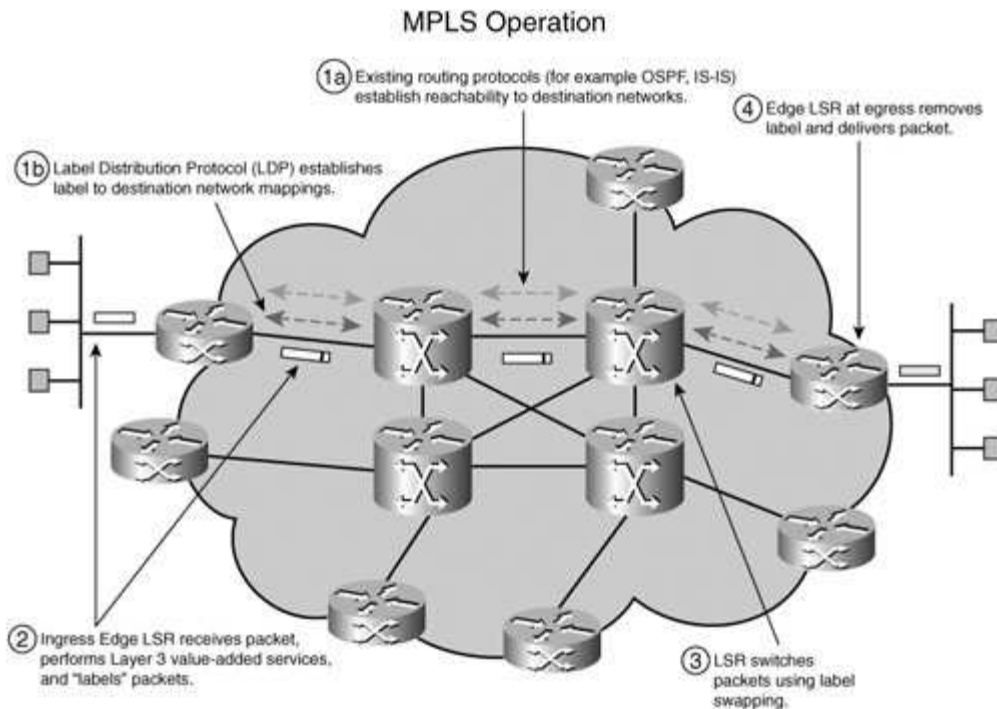 MPLS Operation
1a Existing routing protocols (for example OSPF, IS-IS)
establish reachability to destination networks.
4 Edge LSR at egress removes
label and delivers packet.
1b Label Distribution Protocol (LDP) establishes
label to destination network mappings.
2 Ingress Edge LSR receives packet,
performs Layer 3 value-added services,
and "labels" packets.
3 LSR switches
packets using label
swapping.